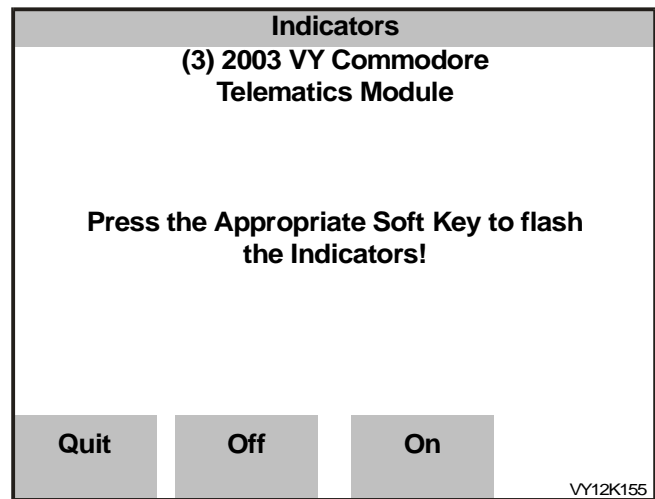 Indicators
(3) 2003 VY Commodore
Telematics Module
Press the Appropriate Soft Key to flash
the Indicators!
Quit Off On
VY12K155